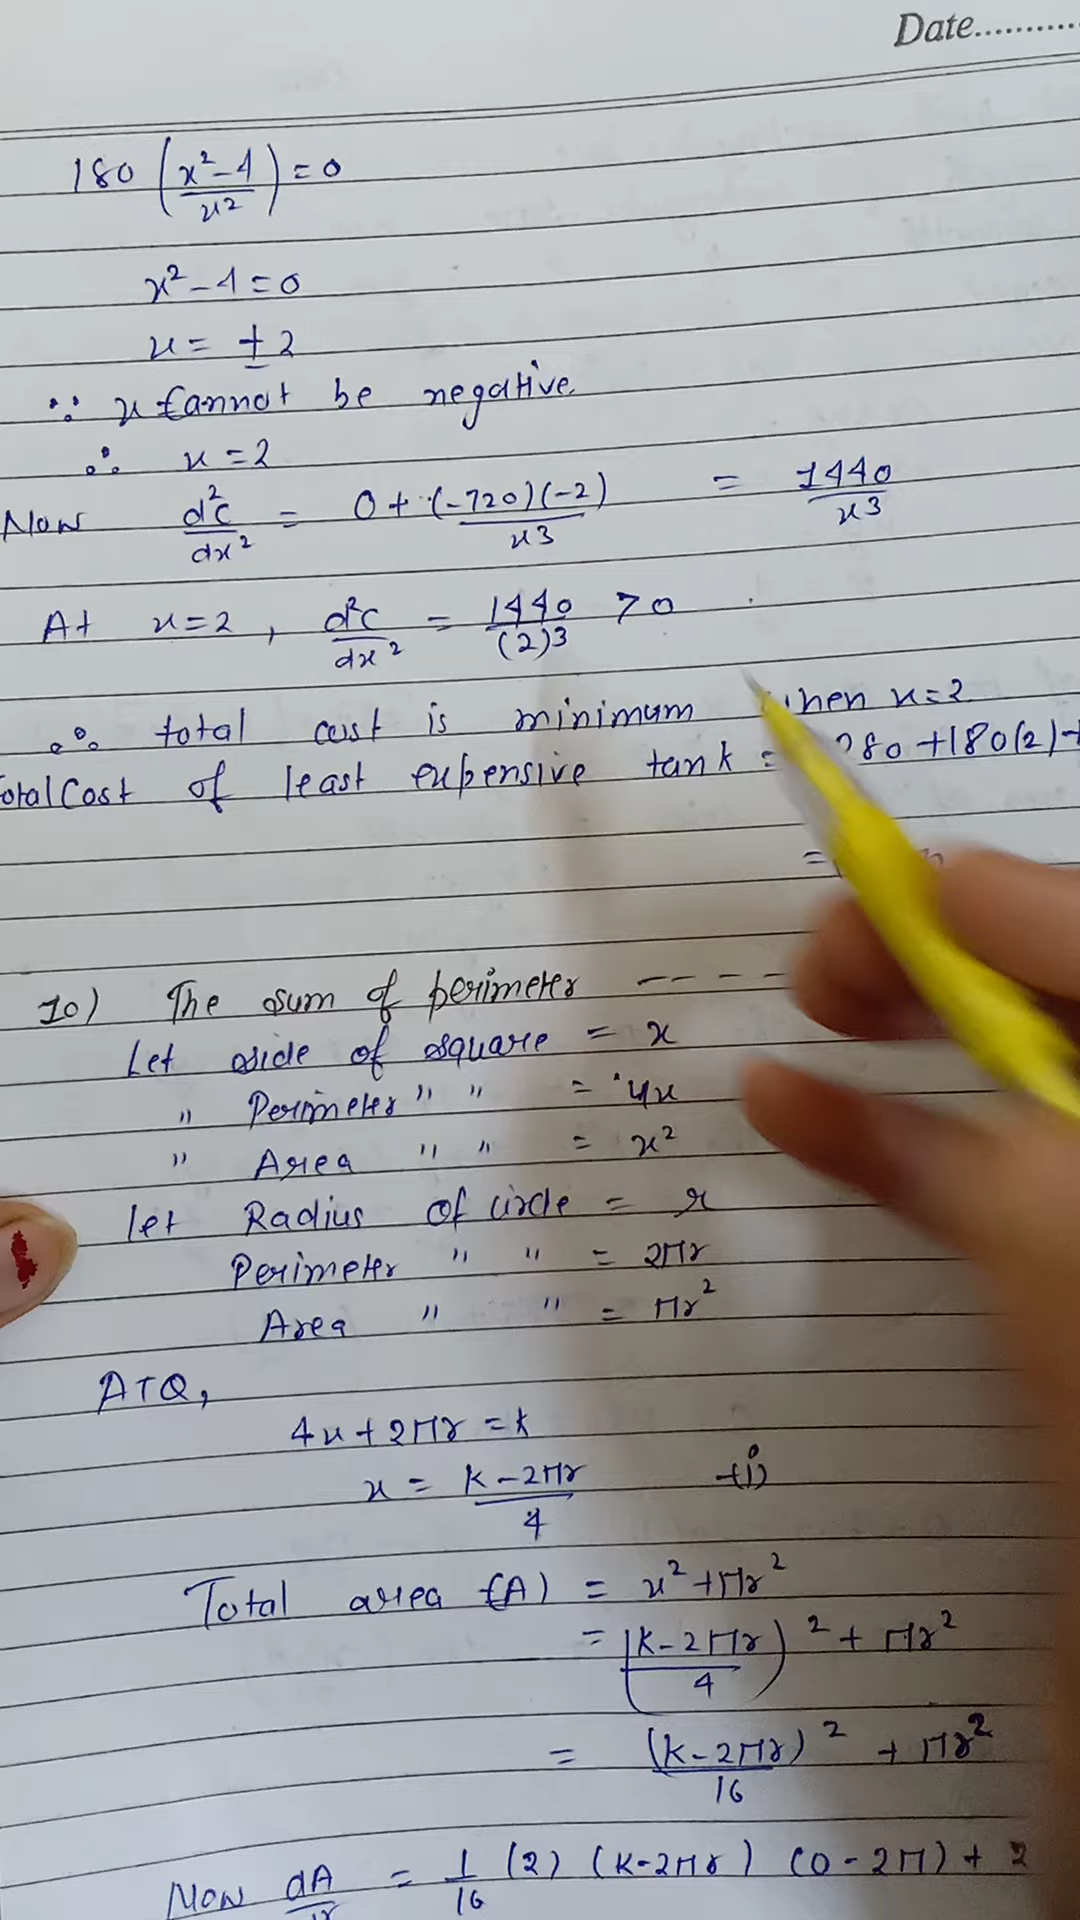 Date...........
180 (x² - 4 / x²) = 0
x² - 4 = 0
x = ± 2
∵ x cannot be negative.
∴ x = 2
Now d²c/dx² = 0 + (-720)(-2)/x³ = 1440/x³
At x = 2 , d²c/dx² = 1440/(2)³ > 0
∴ total cost is minimum when x = 2
otal Cost of least expensive tank = 280 + 180(2) +
=
10) The sum of perimeter - - - -
Let side of square = x
" Perimeter " " = 4x
" Area " " = x²
let Radius of circle = r
Perimeter " " = 2πr
Area " " = πr²
ATQ,
4x + 2πr = k
x = k - 2πr / 4 -(i)
Total area (A) = x² + πr²
= (k - 2πr / 4)² + πr²
= (k - 2πr)² / 16 + πr²
Now dA/dr = 1/16 (2) (k - 2πr) (0 - 2π) + 2